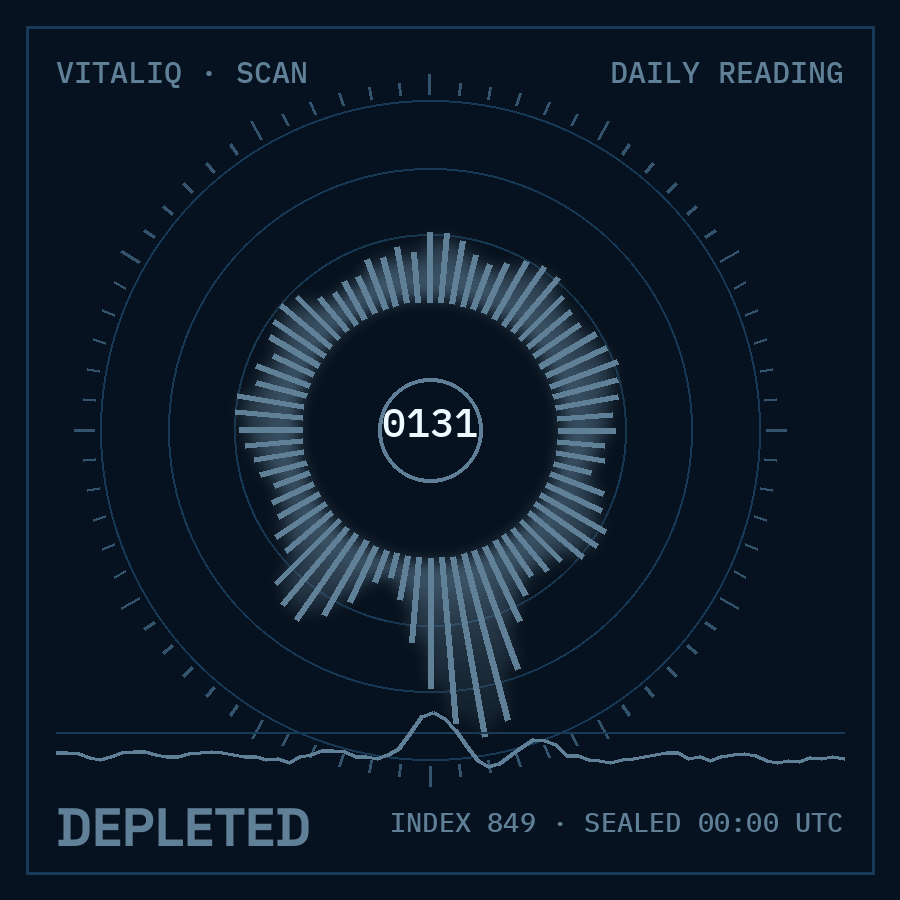 VITALIQ · SCAN
DAILY READING
0131
DEPLETED
INDEX 849 · SEALED 00:00 UTC